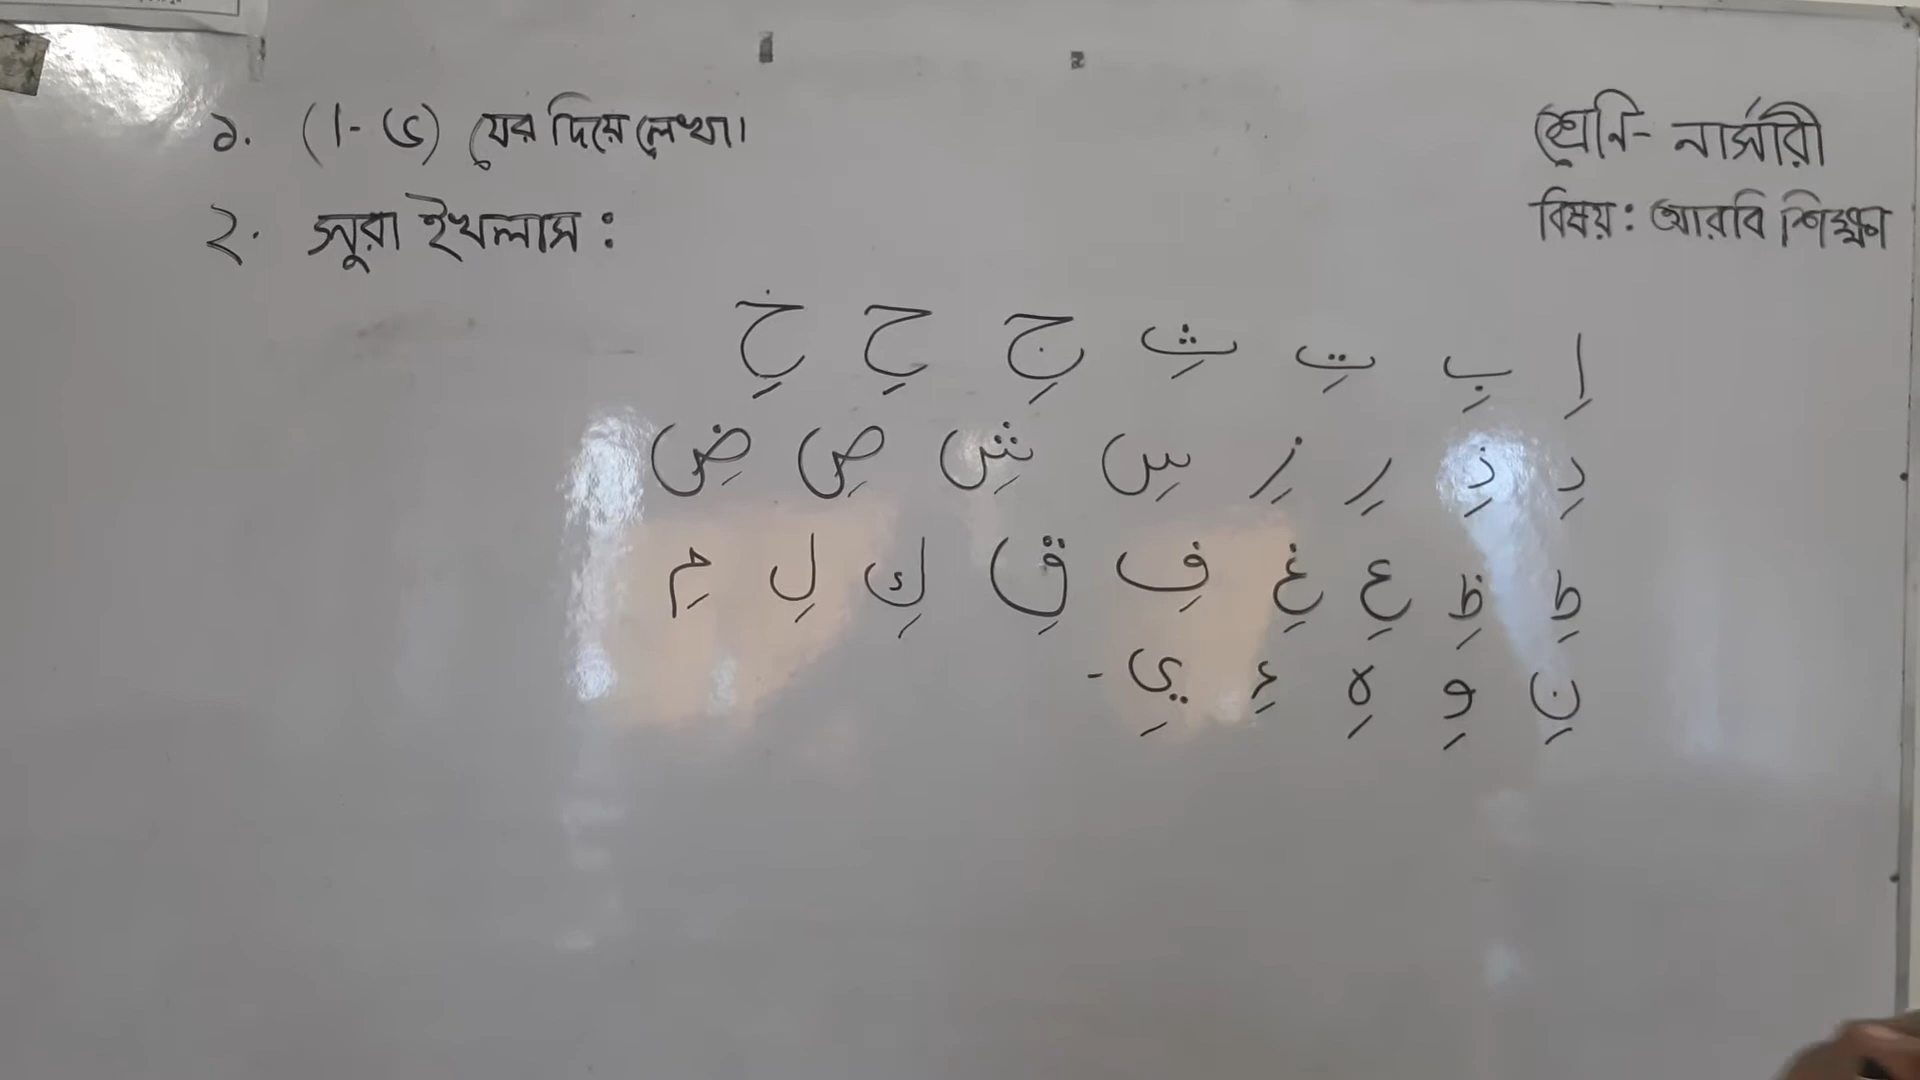 ১. (ا - ي) যের দিয়ে লেখা।
শ্রেণি- নার্সারী
২. সুরা ইখলাস :
বিষয় : আরবি শিক্ষা
اِ بِ تِ ثِ جِ حِ خِ
دِ ذِ رِ زِ سِ شِ صِ ضِ
طِ ظِ عِ غِ فِ قِ كِ لِ مِ
نِ وِ هِ ءِ يِ -